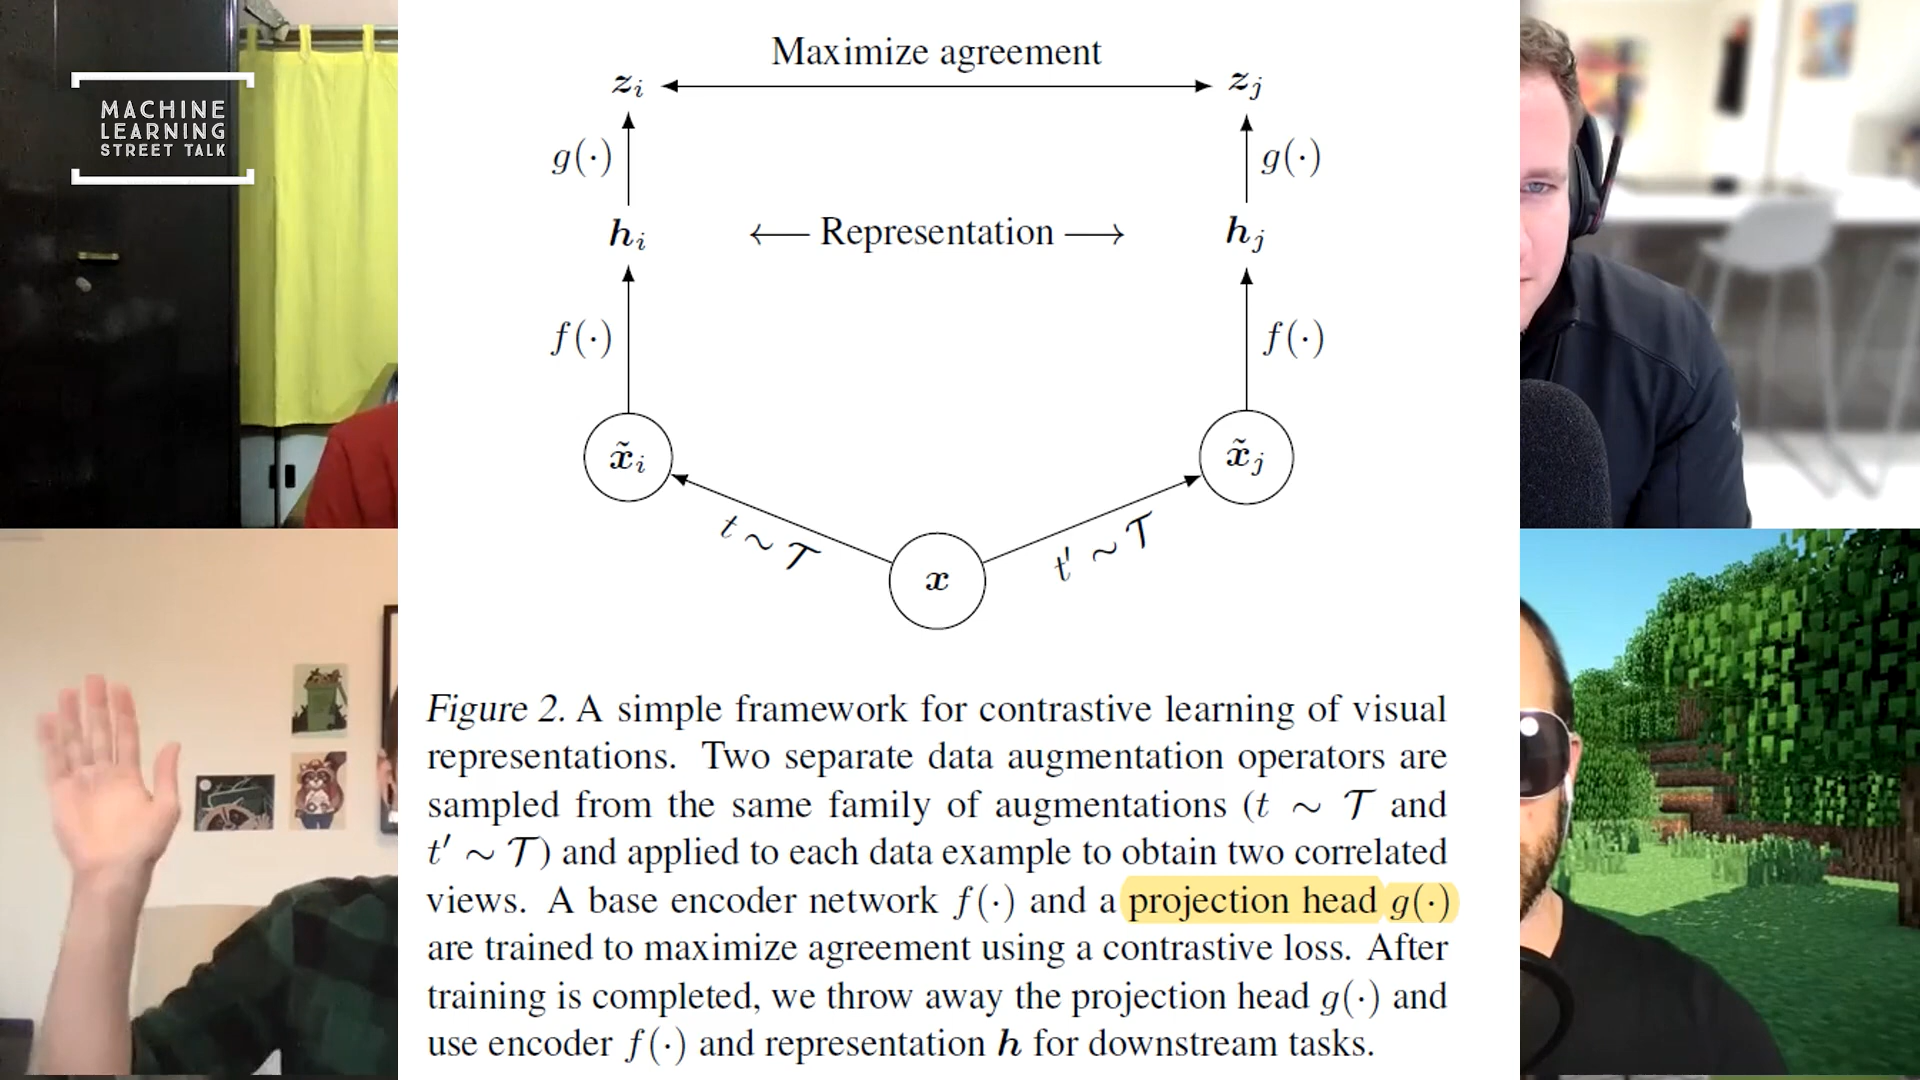 MACHINE
LEARNING
STREET TALK
Maximize agreement
z_i
z_j
g(·)
g(·)
h_i
← Representation →
h_j
f(·)
f(·)
x̃_i
x̃_j
t ∼ 𝒯
t′ ∼ 𝒯
x
Figure 2. A simple framework for contrastive learning of visual
representations. Two separate data augmentation operators are
sampled from the same family of augmentations (t ∼ 𝒯 and
t′ ∼ 𝒯) and applied to each data example to obtain two correlated
views. A base encoder network f(·) and a projection head g(·)
are trained to maximize agreement using a contrastive loss. After
training is completed, we throw away the projection head g(·) and
use encoder f(·) and representation h for downstream tasks.